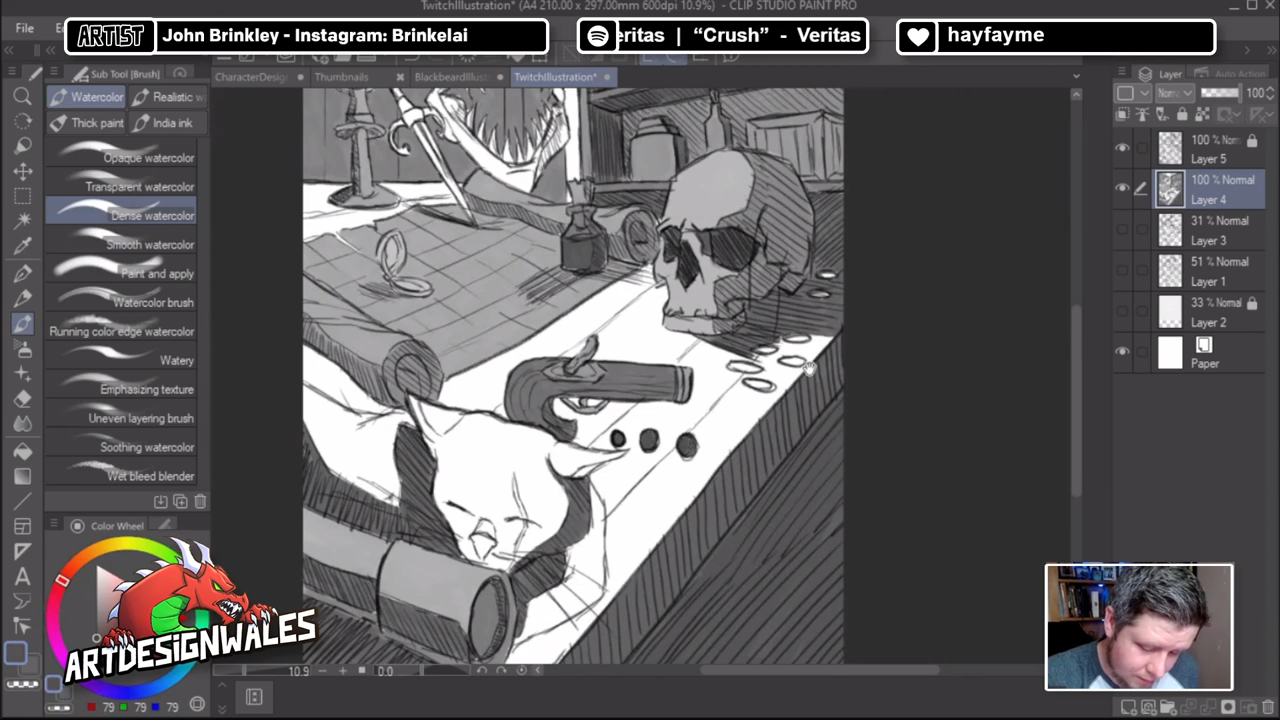 TwitchIllustration* (A4 210.00 x 297.00mm 600dpi 10.9%) - CLIP STUDIO PAINT PRO
File
ARTIST
John Brinkley - Instagram: Brinkelai
eritas | “Crush” - Veritas
hayfayme
Sub Tool [Brush]
CharacterDesig
Thumbnails
BlackbeardIllust
TwitchIllustration*
Layer
Auto Action
Watercolor
Realistic w
Norm
100
Thick paint
India ink
Opaque watercolor
Transparent watercolor
Dense watercolor
Smooth watercolor
Paint and apply
Watercolor brush
Running color edge watercolor
Watery
Emphasizing texture
Uneven layering brush
Soothing watercolor
Wet bleed blender
100 % Norm
Layer 5
100 % Normal
Layer 4
31 % Normal
Layer 3
51 % Normal
Layer 1
33 % Normal
Layer 2
Paper
Color Wheel
ARTDESIGNWALES
10.9
0.0
79 79 79